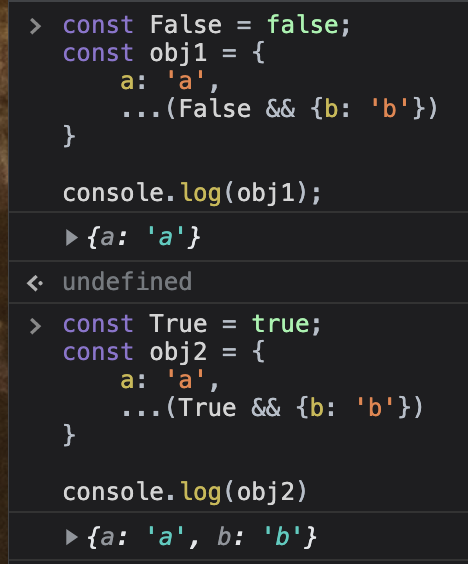 const False = false;
const obj1 = {
    a: 'a',
    ...(False && {b: 'b'})
}
console.log(obj1);
{a: 'a'}
undefined
const True = true;
const obj2 = {
    a: 'a',
    ...(True && {b: 'b'})
}
console.log(obj2)
{a: 'a', b: 'b'}